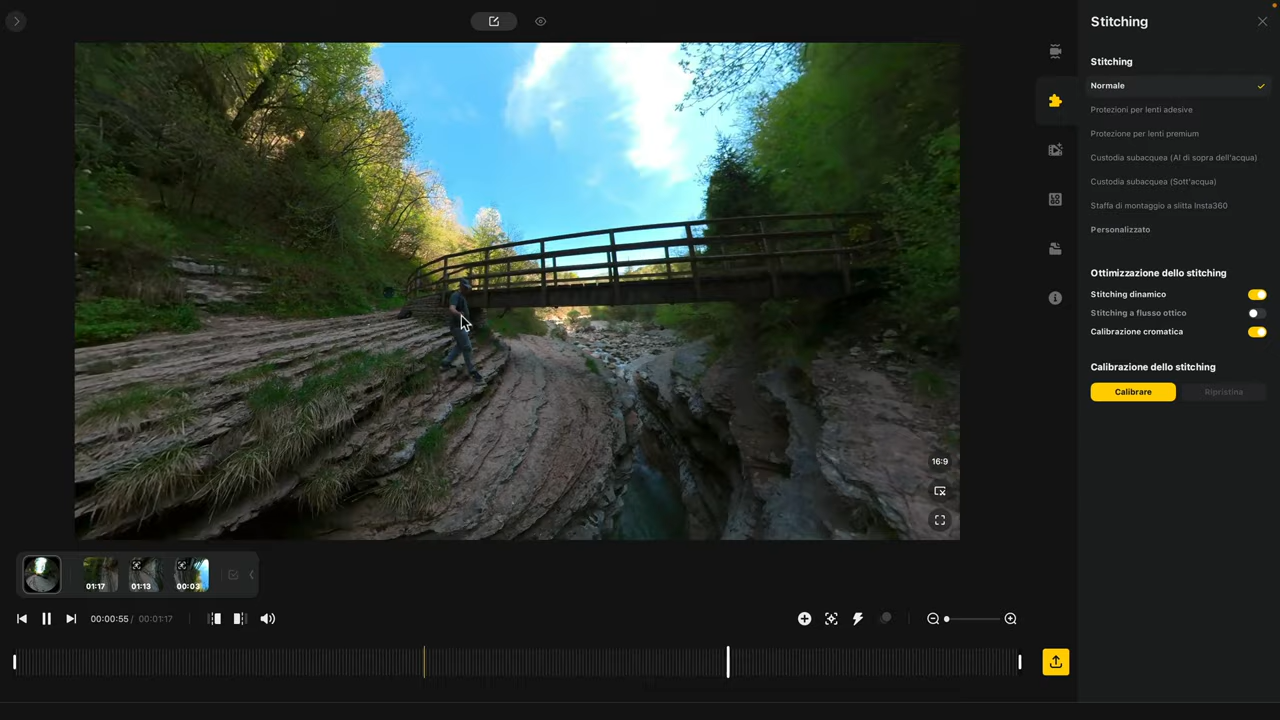 Stitching
Stitching
Normale
Protezioni per lenti adesive
Protezione per lenti premium
Custodia subacquea (Al di sopra dell'acqua)
Custodia subacquea (Sott'acqua)
Staffa di montaggio a slitta Insta360
Personalizzato
Ottimizzazione dello stitching
Stitching dinamico
Stitching a flusso ottico
Calibrazione cromatica
Calibrazione dello stitching
Calibrare Ripristina
16:9
01:17 01:13 00:03
00:00:55 / 00:01:17